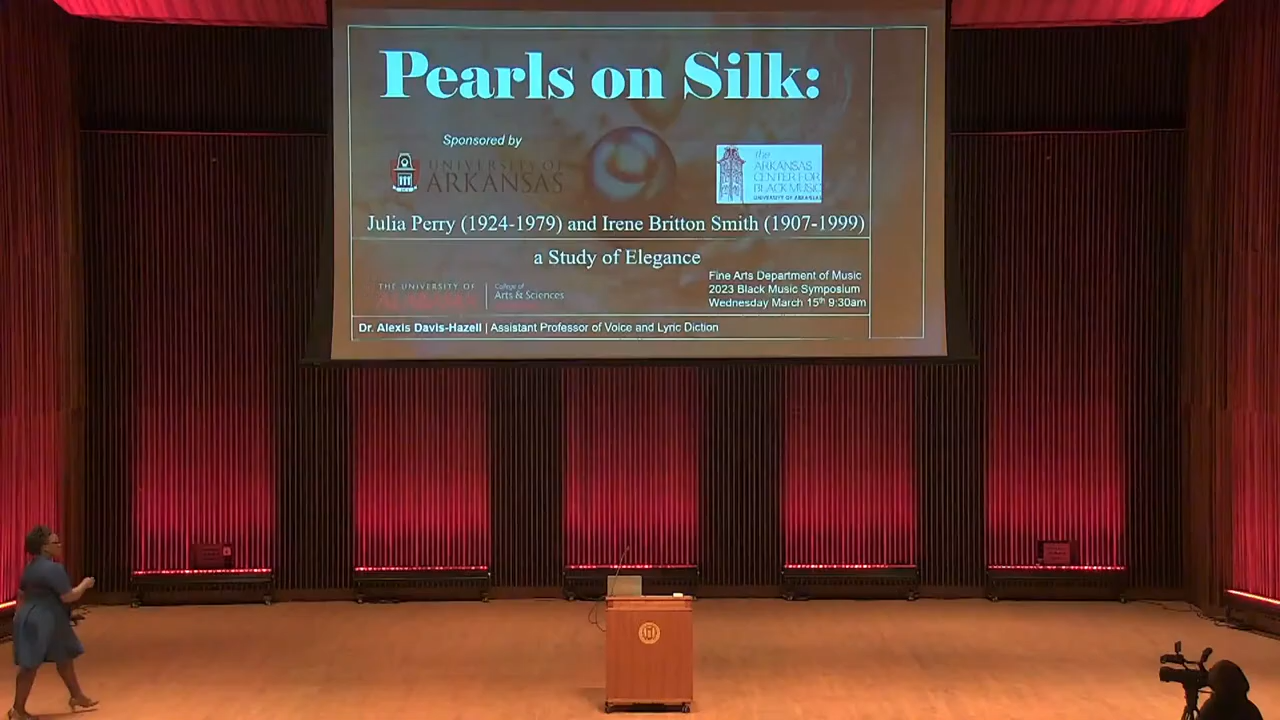 Pearls on Silk:
Sponsored by
UNIVERSITY OF
ARKANSAS
the
ARKANSAS
CENTER FOR
BLACK MUSIC
UNIVERSITY OF ARKANSAS
Julia Perry (1924-1979) and Irene Britton Smith (1907-1999)
a Study of Elegance
THE UNIVERSITY OF
College of
Arts & Sciences
Fine Arts Department of Music
2023 Black Music Symposium
Wednesday March 15th 9:30am
Dr. Alexis Davis-Hazell | Assistant Professor of Voice and Lyric Diction